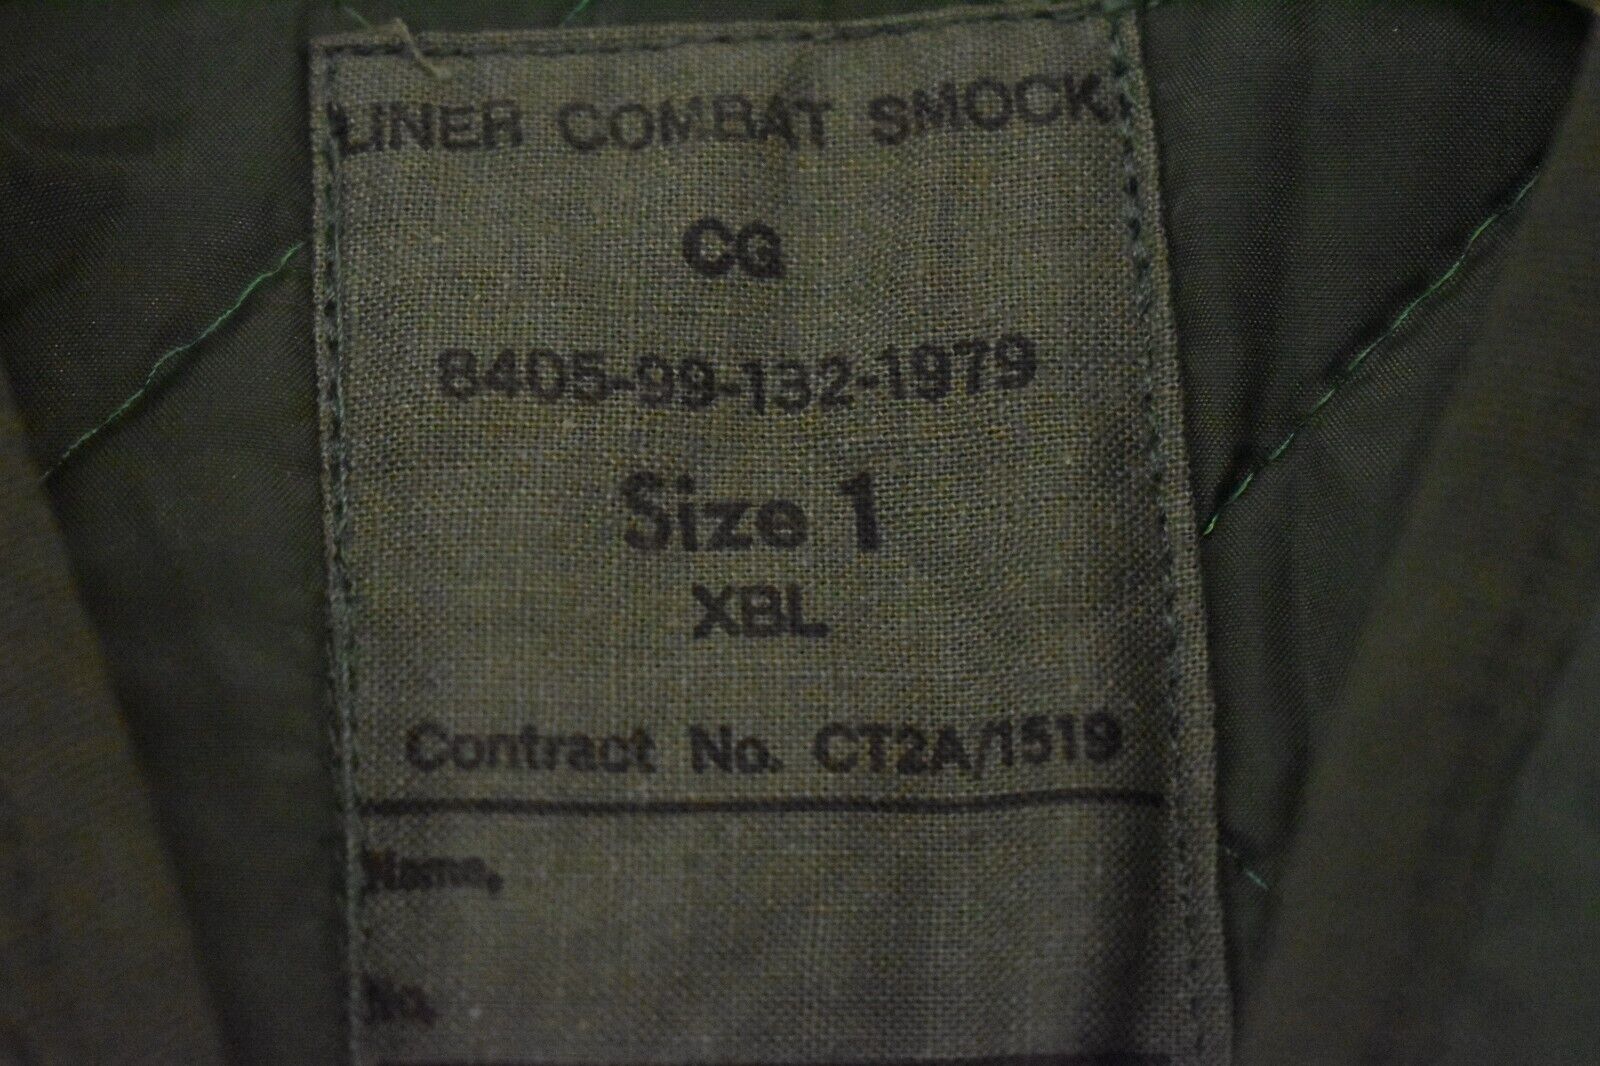 LINER COMBAT SMOCK
CG
8405-99-132-1979
Size 1
XBL
Contract No. CT2A/1519
Name.
No.